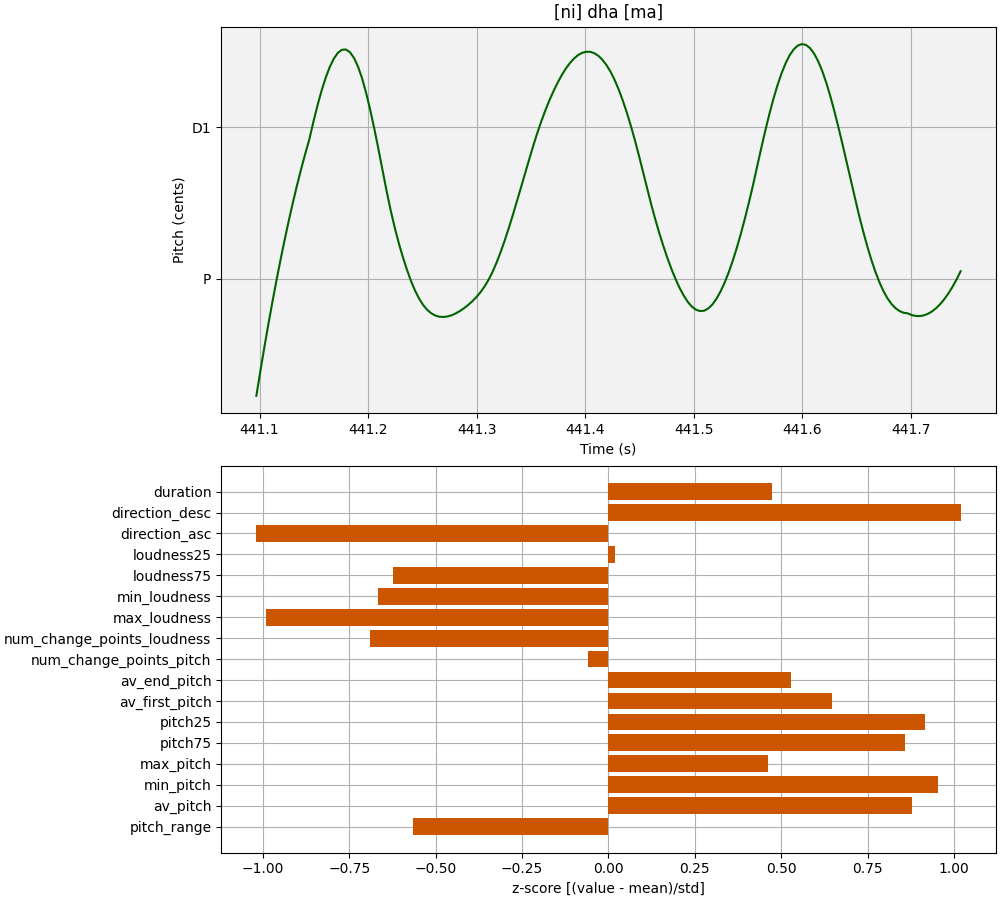 [ni] dha [ma]
Pitch (cents)
D1
P
441.1 441.2 441.3 441.4 441.5 441.6 441.7
Time (s)
duration
direction_desc
direction_asc
loudness25
loudness75
min_loudness
max_loudness
num_change_points_loudness
num_change_points_pitch
av_end_pitch
av_first_pitch
pitch25
pitch75
max_pitch
min_pitch
av_pitch
pitch_range
−1.00 −0.75 −0.50 −0.25 0.00 0.25 0.50 0.75 1.00
z-score [(value - mean)/std]